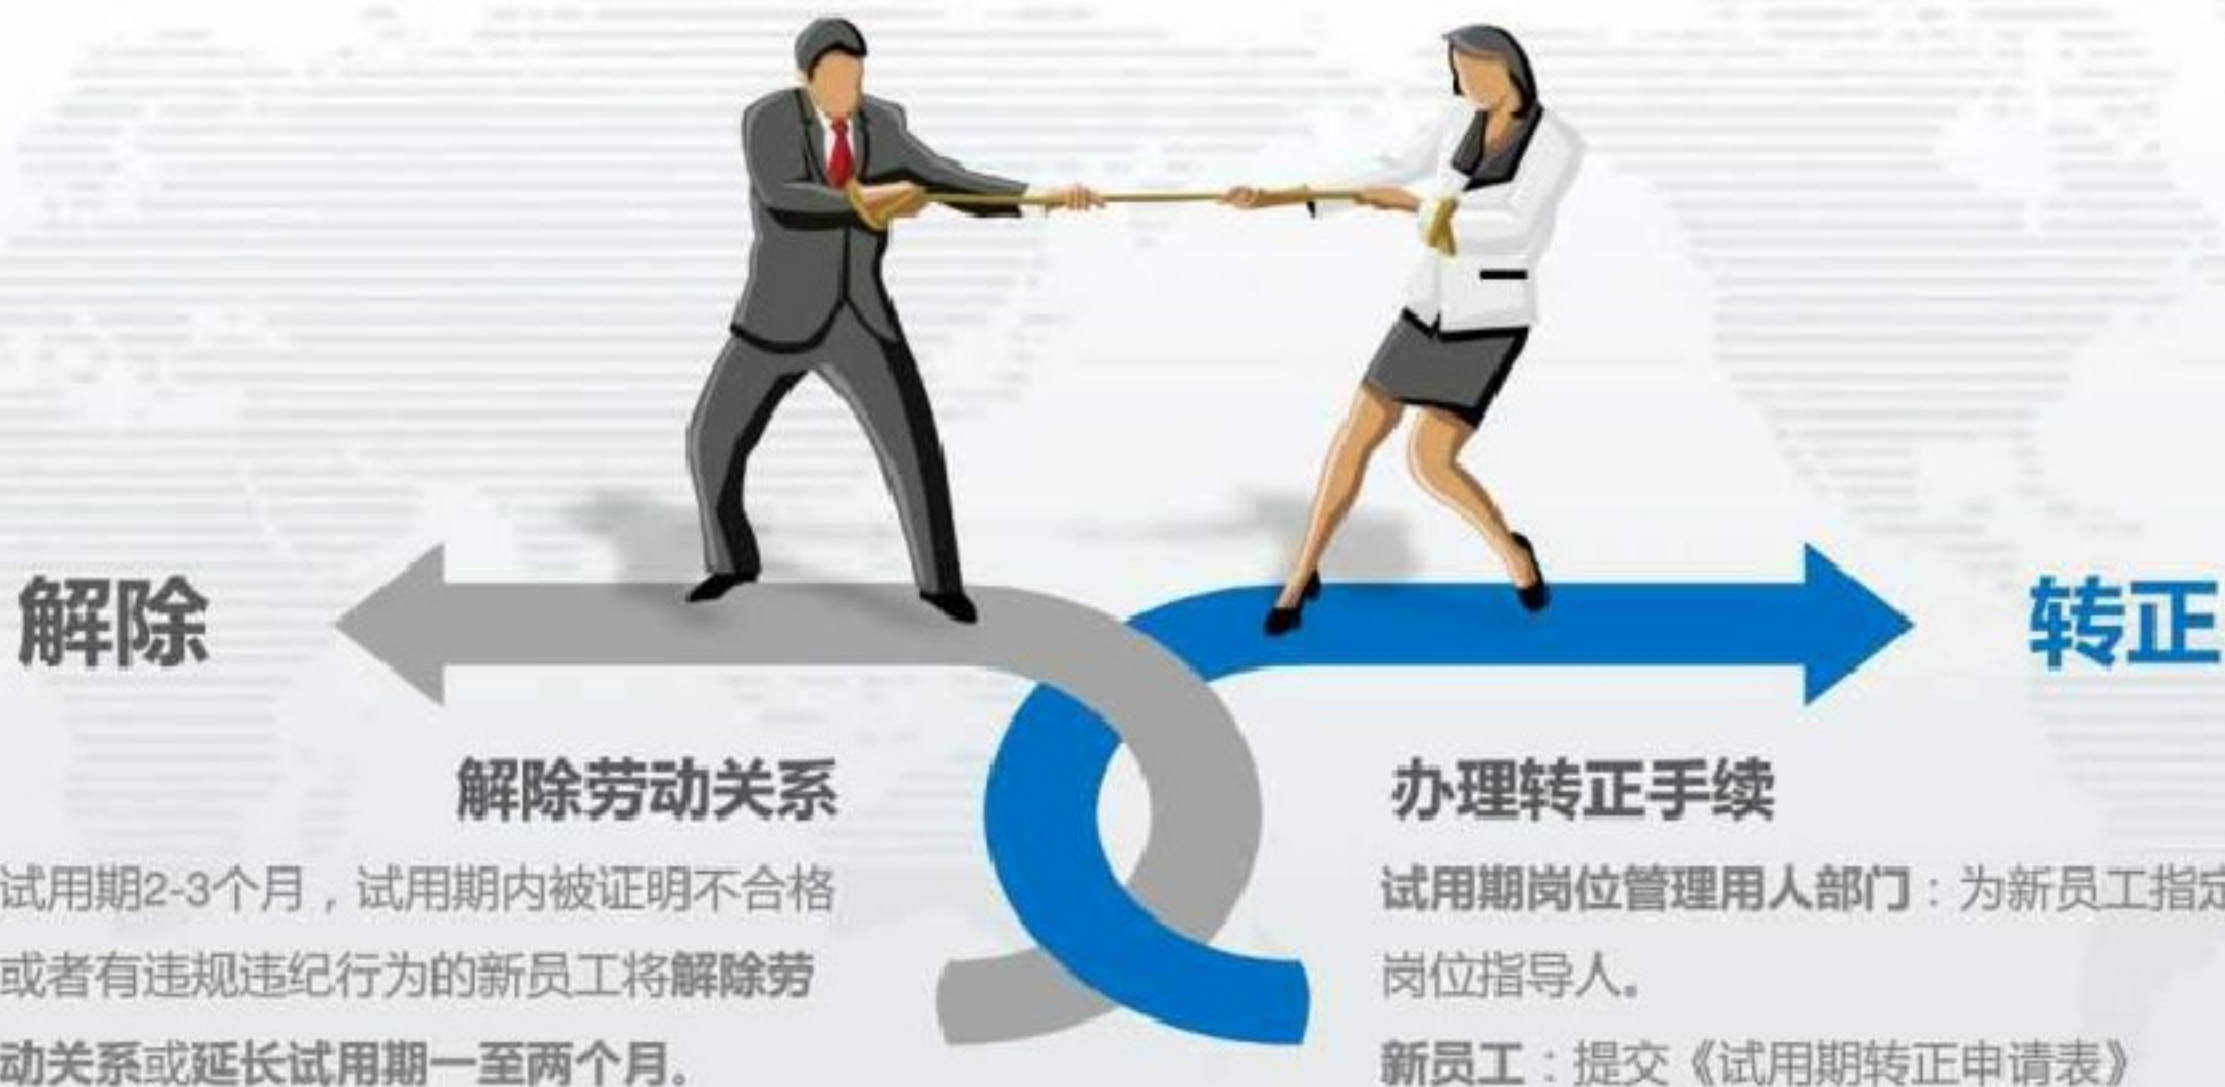 解除
转正
解除劳动关系
试用期2-3个月，试用期内被证明不合格
或者有违规违纪行为的新员工将解除劳
动关系或延长试用期一至两个月。
办理转正手续
试用期岗位管理用人部门：为新员工指定
岗位指导人。
新员工：提交《试用期转正申请表》